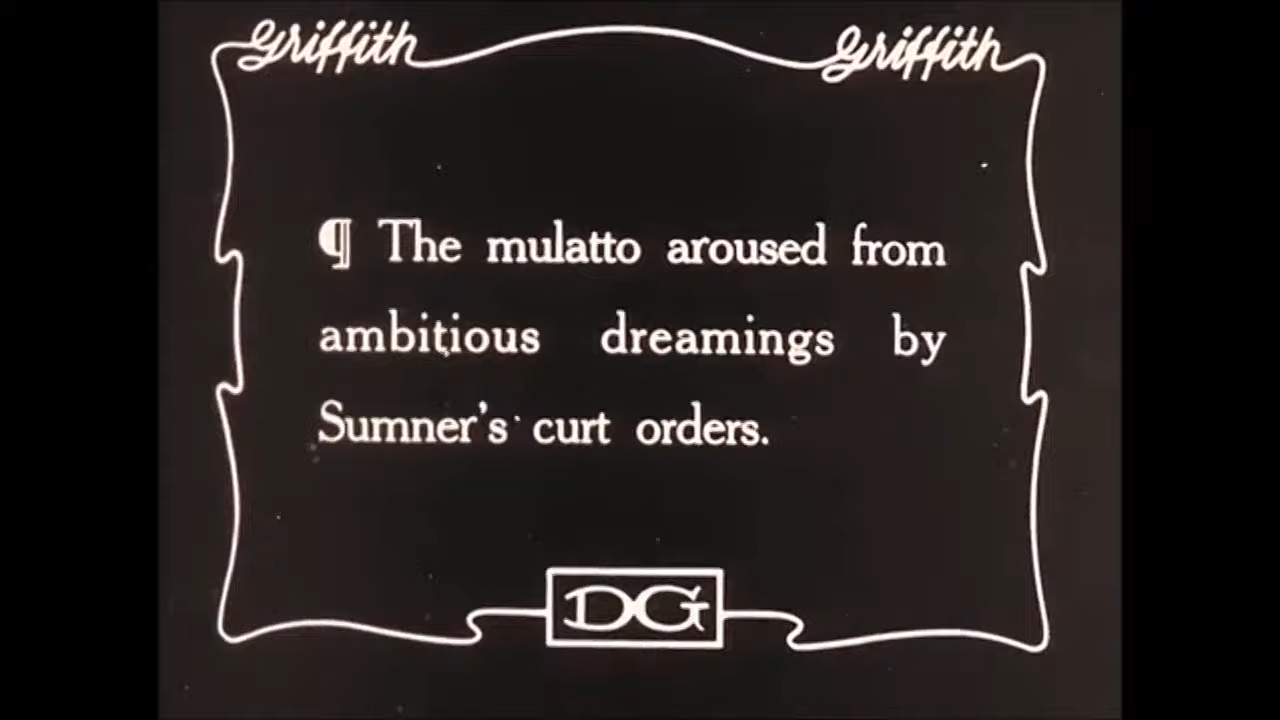 Griffith Griffith
¶ The mulatto aroused from
ambitious dreamings by
Sumner's curt orders.
DG